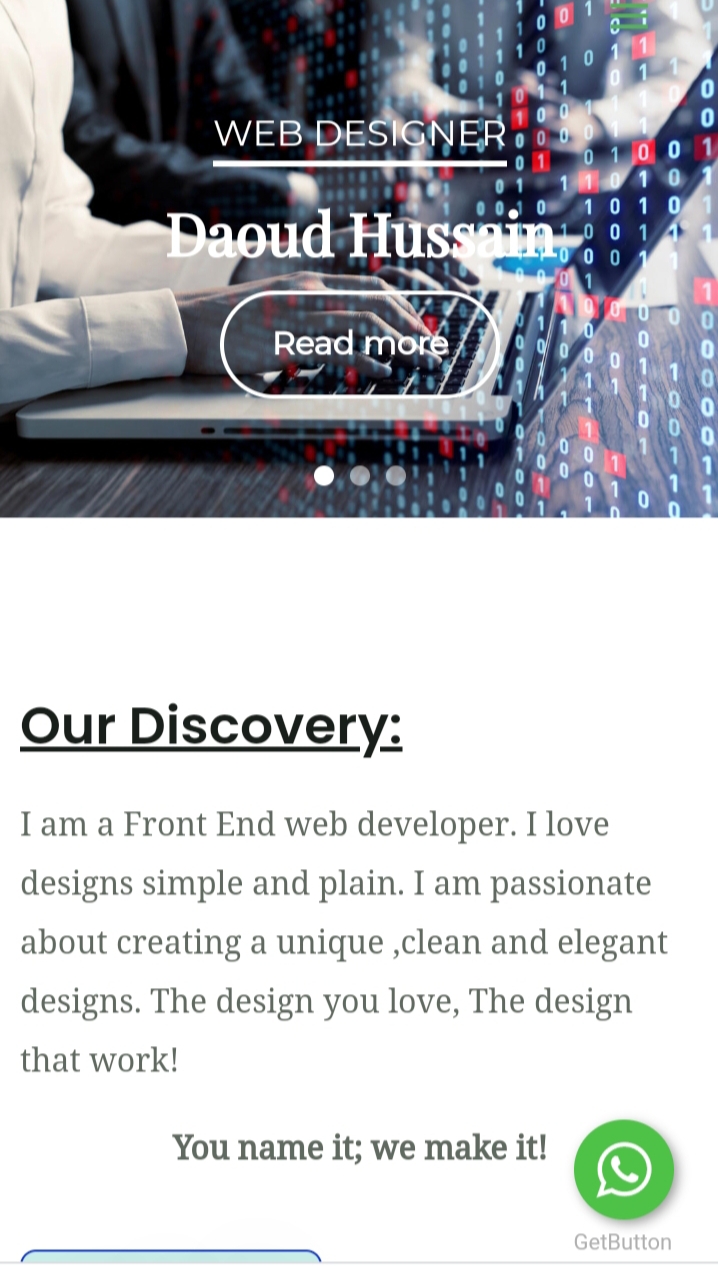 WEB DESIGNER
Daoud Hussain
Read more
Our Discovery:
I am a Front End web developer. I love
designs simple and plain. I am passionate
about creating a unique ,clean and elegant
designs. The design you love, The design
that work!
You name it; we make it!
GetButton